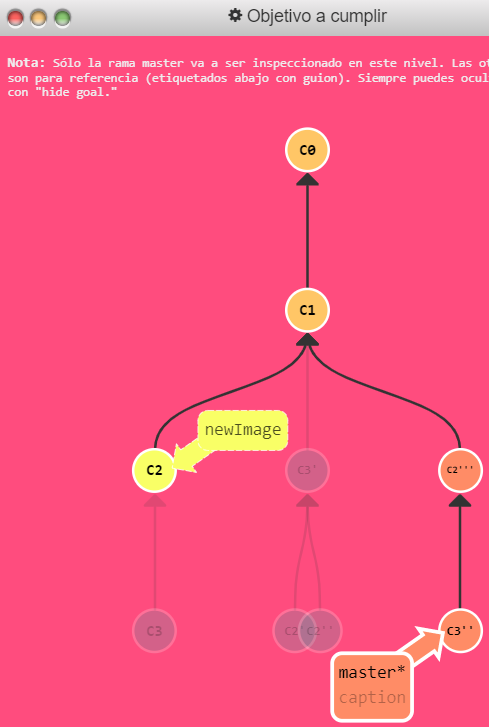 Objetivo a cumplir
Nota: Sólo la rama master va a ser inspeccionado en este nivel. Las ot
son para referencia (etiquetados abajo con guion). Siempre puedes ocul
con "hide goal."
C0
C1
newImage
C2
C3'
C2'''
C3
C2'
C2''
C3''
master*
caption